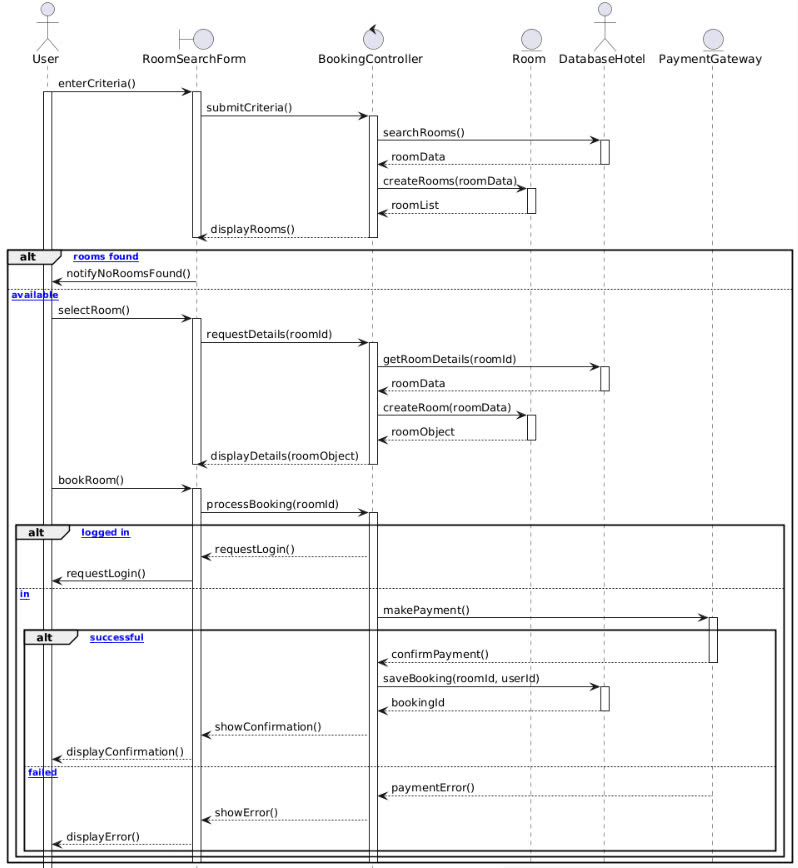 User
RoomSearchForm
BookingController
Room
DatabaseHotel
PaymentGateway
enterCriteria()
submitCriteria()
searchRooms()
roomData
createRooms(roomData)
roomList
displayRooms()
alt
rooms found
notifyNoRoomsFound()
available
selectRoom()
requestDetails(roomId)
getRoomDetails(roomId)
roomData
createRoom(roomData)
roomObject
displayDetails(roomObject)
bookRoom()
processBooking(roomId)
alt
logged in
requestLogin()
requestLogin()
in
makePayment()
alt
successful
confirmPayment()
saveBooking(roomId, userId)
bookingId
showConfirmation()
displayConfirmation()
failed
paymentError()
showError()
displayError()